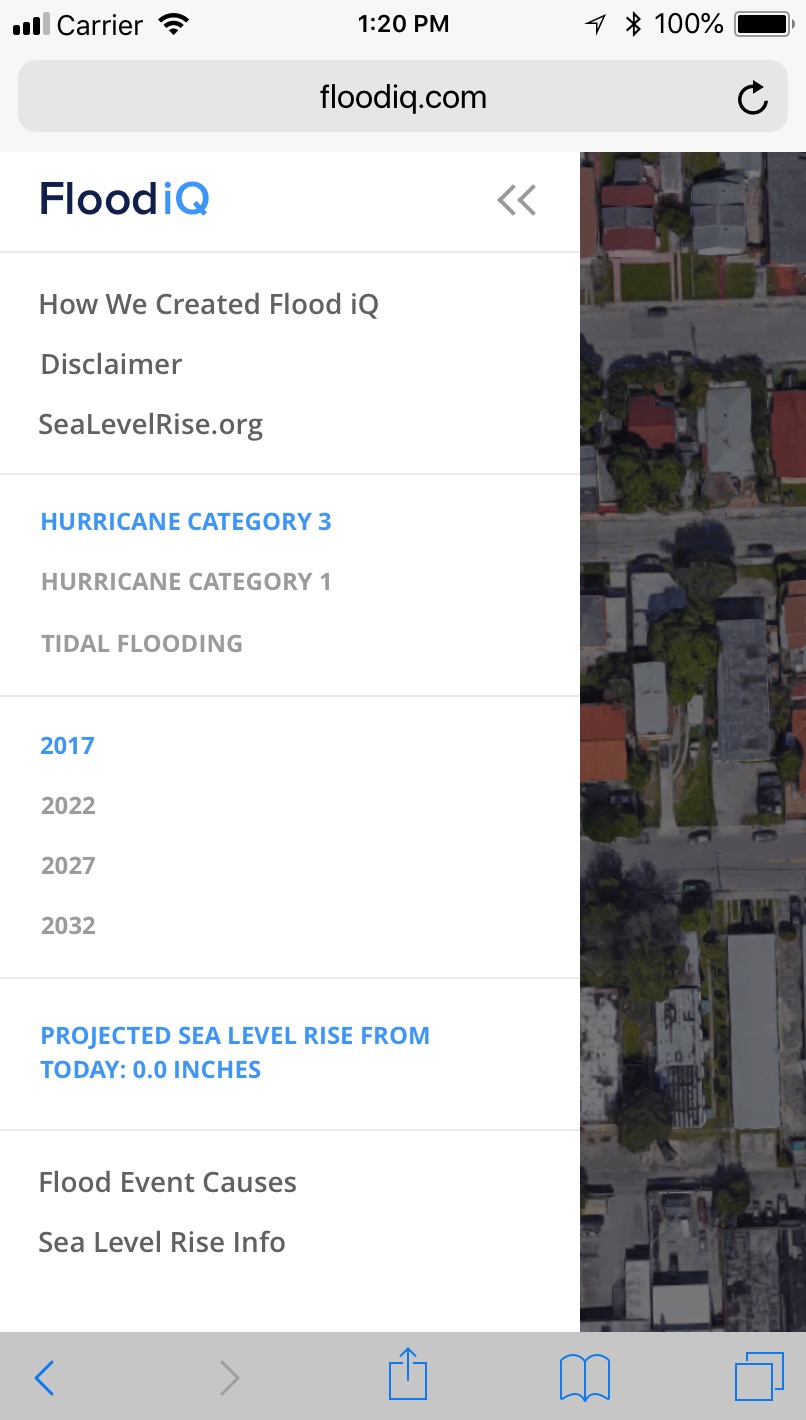 Carrier 1:20 PM 100%
floodiq.com
Flood iQ
How We Created Flood iQ
Disclaimer
SeaLevelRise.org
HURRICANE CATEGORY 3
HURRICANE CATEGORY 1
TIDAL FLOODING
2017
2022
2027
2032
PROJECTED SEA LEVEL RISE FROM
TODAY: 0.0 INCHES
Flood Event Causes
Sea Level Rise Info